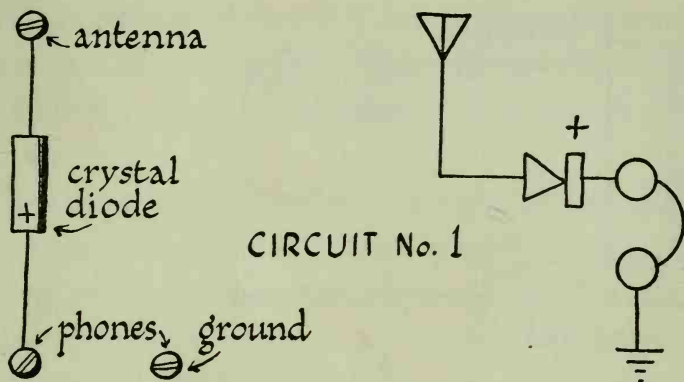 antenna
+
crystal
diode
+
CIRCUIT No. 1
phones
ground